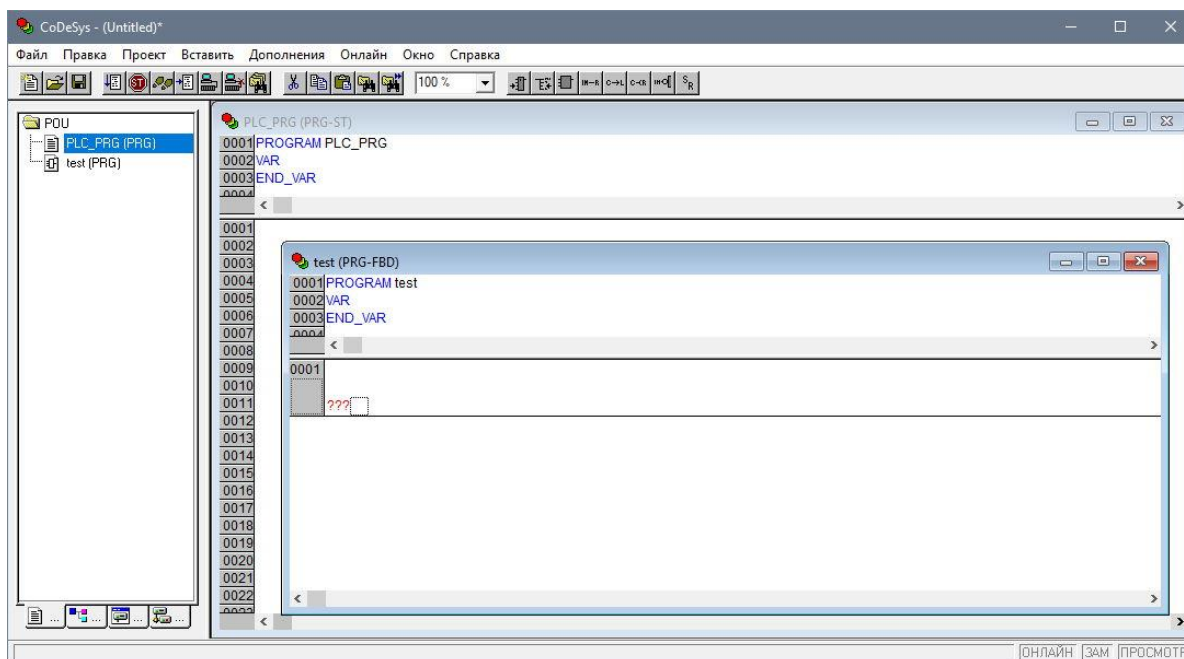 CoDeSys - (Untitled)*
Файл Правка Проект Вставить Дополнения Онлайн Окно Справка
100 %
POU
PLC_PRG (PRG)
test (PRG)
PLC_PRG (PRG-ST)
0001 PROGRAM PLC_PRG
0002 VAR
0003 END_VAR
0004
0001
0002
0003
0004
0005
0006
0007
0008
0009
0010
0011
0012
0013
0014
0015
0016
0017
0018
0019
0020
0021
0022
0023
test (PRG-FBD)
0001 PROGRAM test
0002 VAR
0003 END_VAR
0004
0001
???
ОНЛАЙН ЗАМ ПРОСМОТР